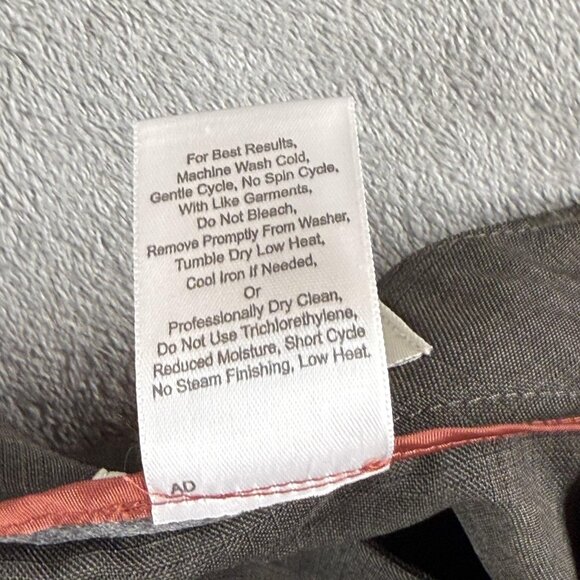 For Best Results,
Machine Wash Cold,
Gentle Cycle, No Spin Cycle,
With Like Garments,
Do Not Bleach,
Remove Promptly From Washer,
Tumble Dry Low Heat,
Cool Iron If Needed,
Or
Professionally Dry Clean,
Do Not Use Trichlorethylene,
Reduced Moisture, Short Cycle
No Steam Finishing, Low Heat.
AD